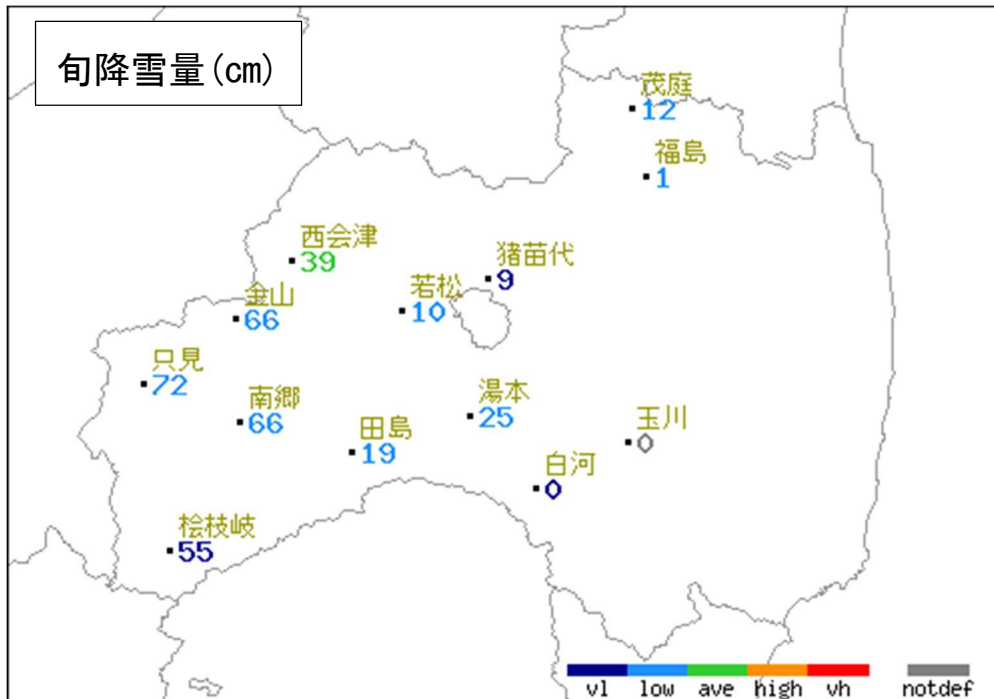 旬降雪量(cm)
茂庭
12
福島
1
西会津
39
猪苗代
9
金山
66
若松
10
只見
72
南郷
66
湯本
25
田島
19
玉川
0
白河
0
桧枝岐
55
vl low ave high vh notdef